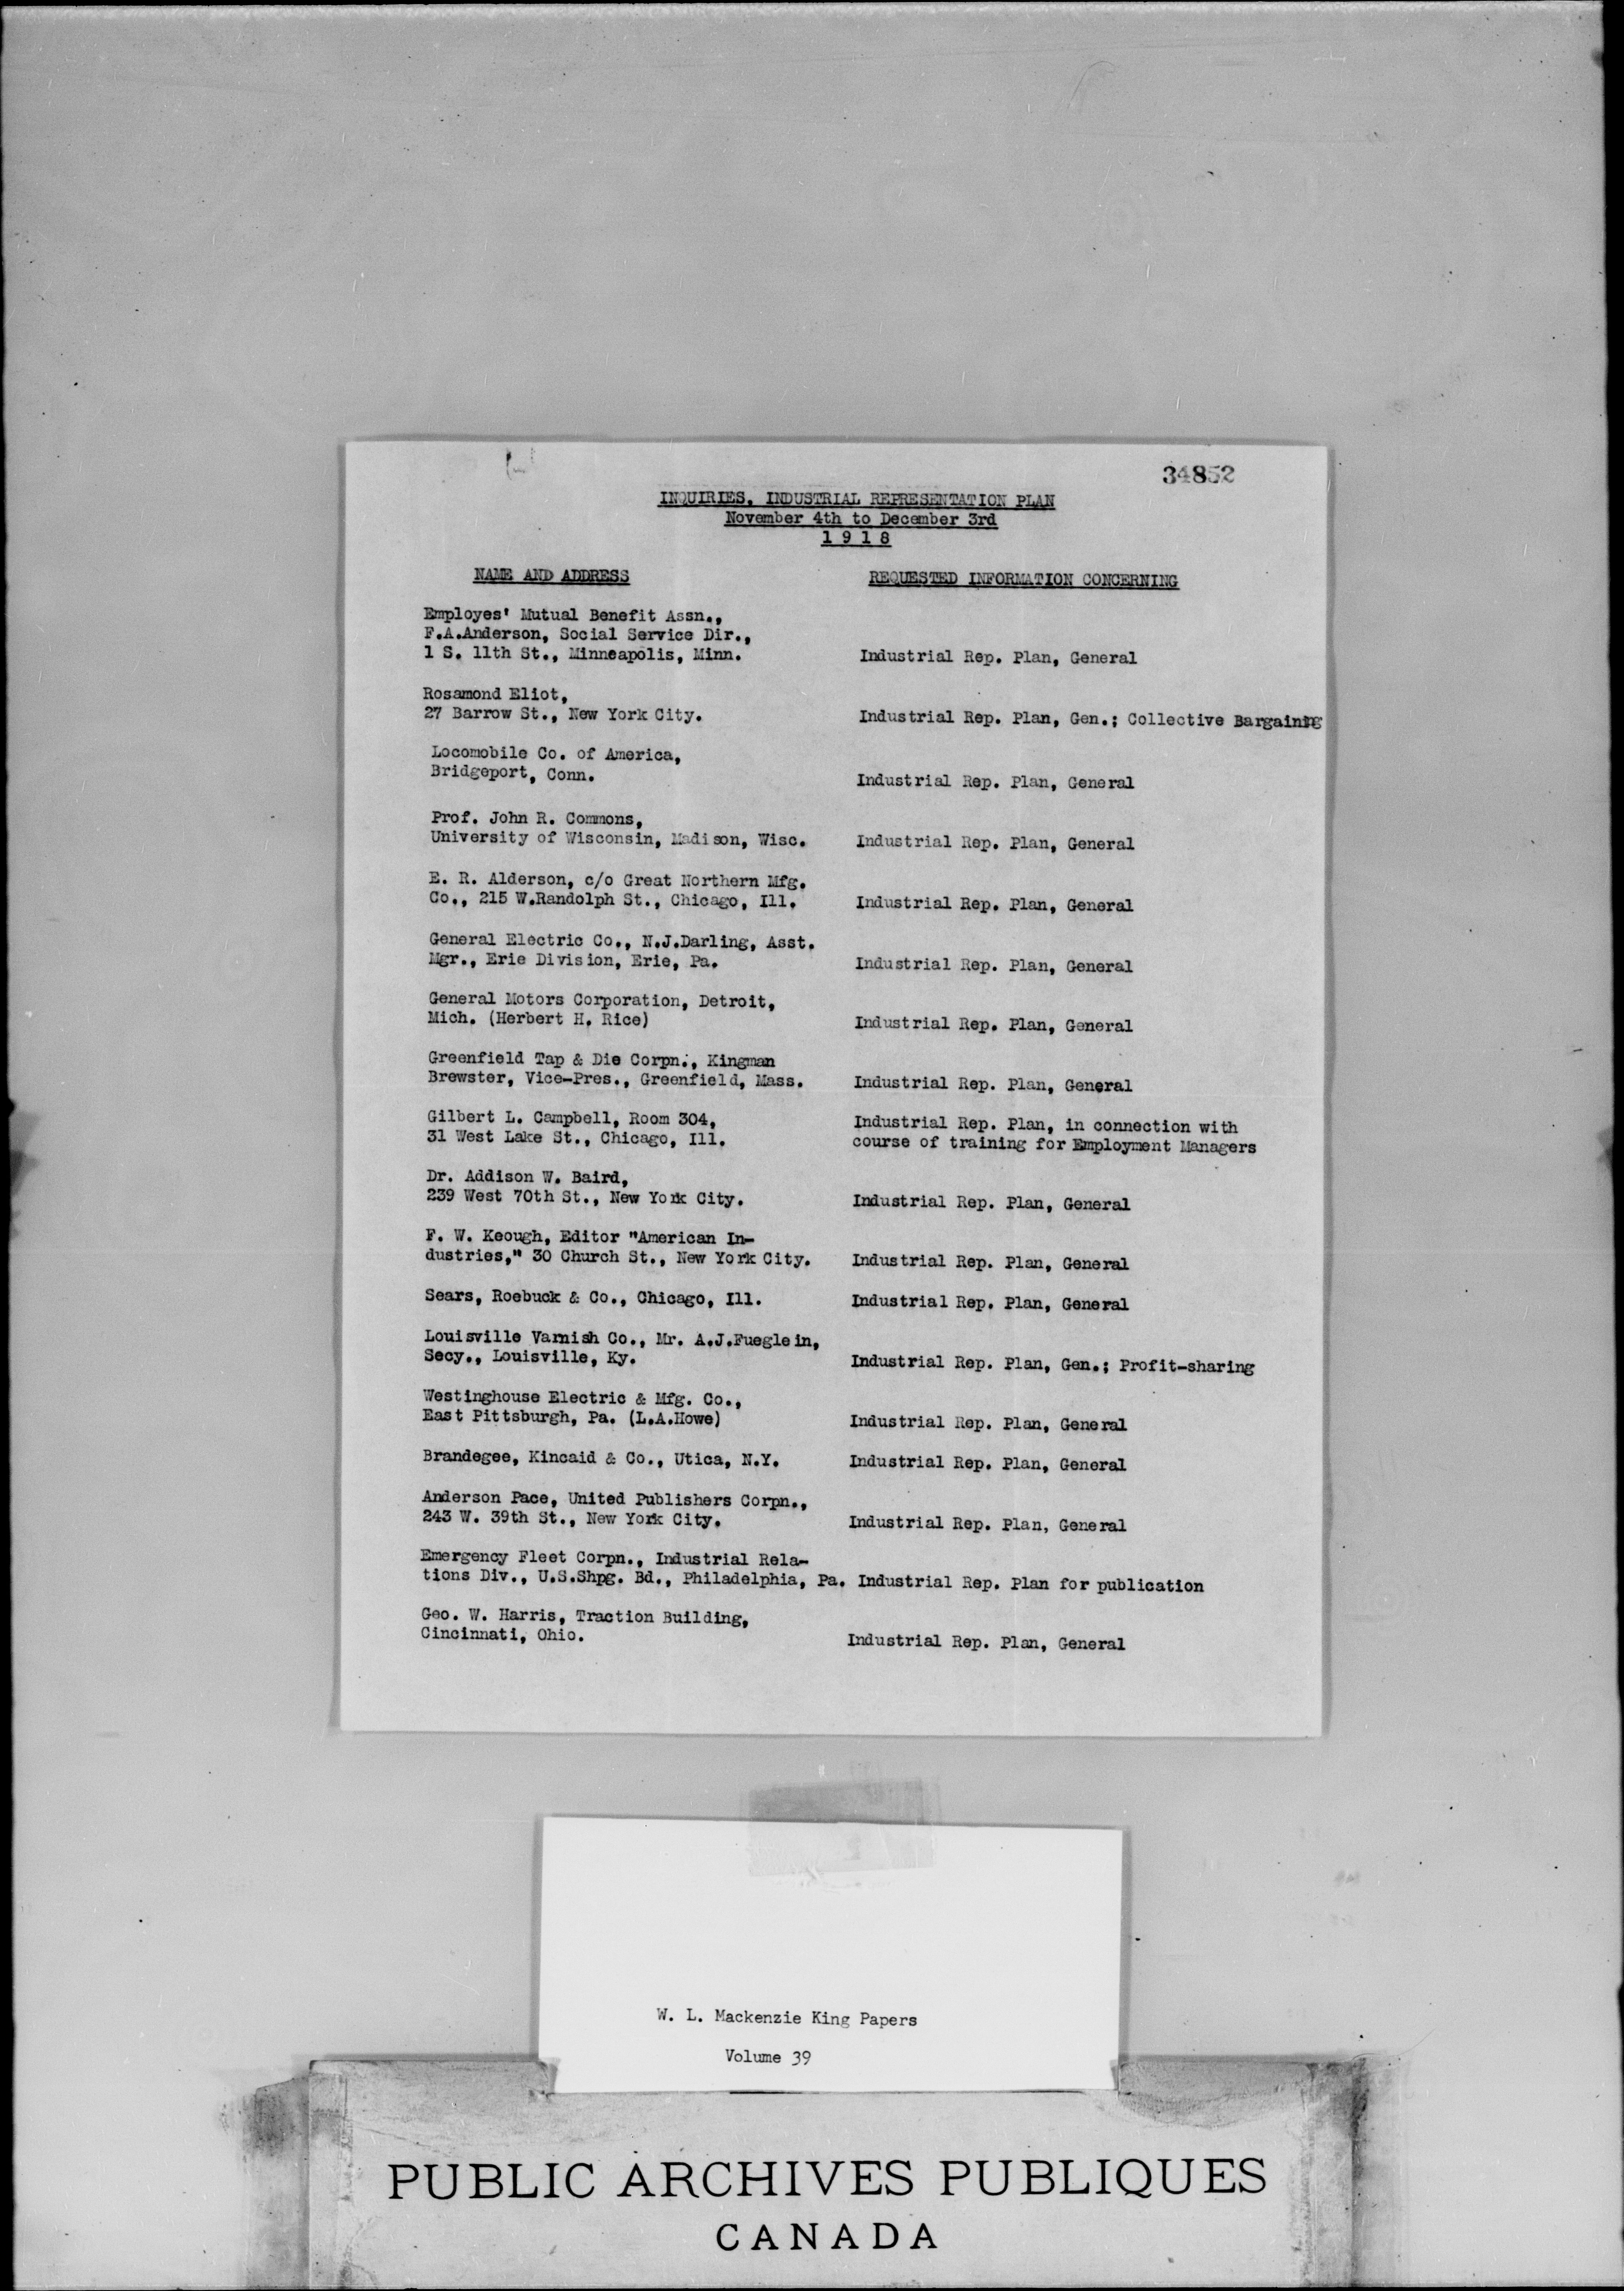 34852
INQUIRIES, INDUSTRIAL REPRESENTATION PLAN
November 4th to December 3rd
1 9 1 8
NAME AND ADDRESS REQUESTED INFORMATION CONCERNING
Employes' Mutual Benefit Assn.,
F.A.Anderson, Social Service Dir.,
1 S. 11th St., Minneapolis, Minn. Industrial Rep. Plan, General
Rosamond Eliot,
27 Barrow St., New York City. Industrial Rep. Plan, Gen.; Collective Bargaining
Locomobile Co. of America,
Bridgeport, Conn. Industrial Rep. Plan, General
Prof. John R. Commons,
University of Wisconsin, Madison, Wisc. Industrial Rep. Plan, General
E. R. Alderson, c/o Great Northern Mfg.
Co., 215 W.Randolph St., Chicago, Ill. Industrial Rep. Plan, General
General Electric Co., N.J.Darling, Asst.
Mgr., Erie Division, Erie, Pa. Industrial Rep. Plan, General
General Motors Corporation, Detroit,
Mich. (Herbert H. Rice) Industrial Rep. Plan, General
Greenfield Tap & Die Corpn., Kingman
Brewster, Vice-Pres., Greenfield, Mass. Industrial Rep. Plan, General
Gilbert L. Campbell, Room 304, Industrial Rep. Plan, in connection with
31 West Lake St., Chicago, Ill. course of training for Employment Managers
Dr. Addison W. Baird,
239 West 70th St., New York City. Industrial Rep. Plan, General
F. W. Keough, Editor "American In-
dustries," 30 Church St., New York City. Industrial Rep. Plan, General
Sears, Roebuck & Co., Chicago, Ill. Industrial Rep. Plan, General
Louisville Varnish Co., Mr. A.J.Fueglein,
Secy., Louisville, Ky. Industrial Rep. Plan, Gen.; Profit-sharing
Westinghouse Electric & Mfg. Co.,
East Pittsburgh, Pa. (L.A.Howe) Industrial Rep. Plan, General
Brandegee, Kincaid & Co., Utica, N.Y. Industrial Rep. Plan, General
Anderson Pace, United Publishers Corpn.,
243 W. 39th St., New York City. Industrial Rep. Plan, General
Emergency Fleet Corpn., Industrial Rela-
tions Div., U.S.Shpg. Bd., Philadelphia, Pa. Industrial Rep. Plan for publication
Geo. W. Harris, Traction Building,
Cincinnati, Ohio. Industrial Rep. Plan, General
W. L. Mackenzie King Papers
Volume 39
PUBLIC ARCHIVES PUBLIQUES
CANADA